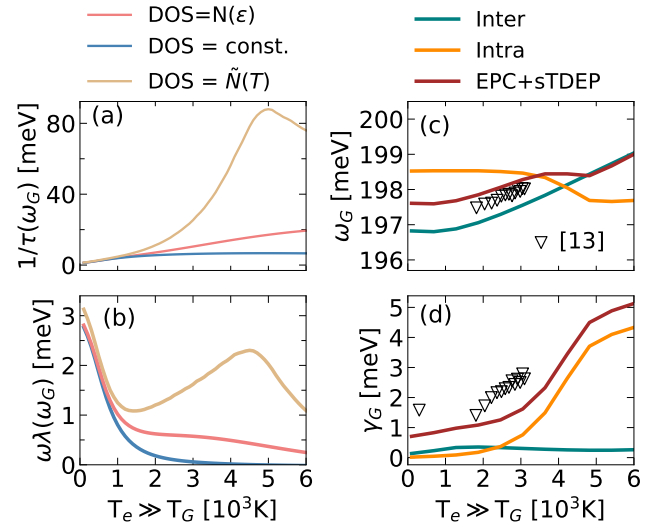 DOS=N(ε)
DOS = const.
DOS = Ñ(T)
Inter
Intra
EPC+sTDEP
(a)
1/τ(ω_G) [meV]
80
40
0
(c)
ω_G [meV]
200
199
198
197
196
[13]
(b)
ωλ(ω_G) [meV]
3
2
1
0
0 1 2 3 4 5 6
T_e ≫ T_G [10³K]
(d)
γ_G [meV]
5
4
3
2
1
0
0 1 2 3 4 5 6
T_e ≫ T_G [10³K]